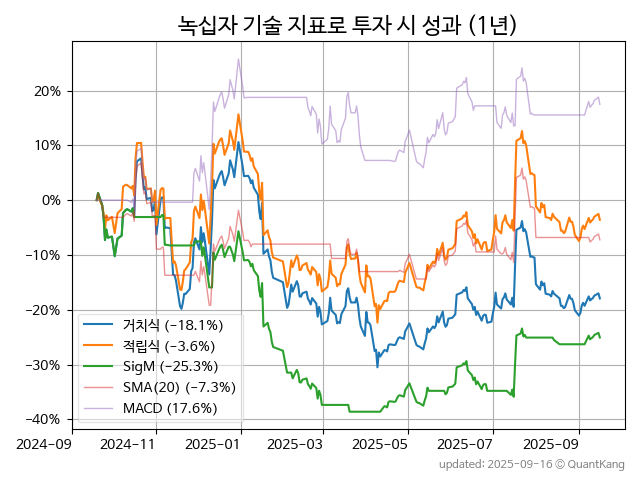 녹십자 기술 지표로 투자 시 성과 (1년)
20%
10%
0%
−10%
−20%
−30%
−40%
거치식 (−18.1%)
적립식 (−3.6%)
SigM (−25.3%)
SMA(20) (−7.3%)
MACD (17.6%)
2024-09
2024-11
2025-01
2025-03
2025-05
2025-07
2025-09
updated: 2025-09-16 © QuantKang